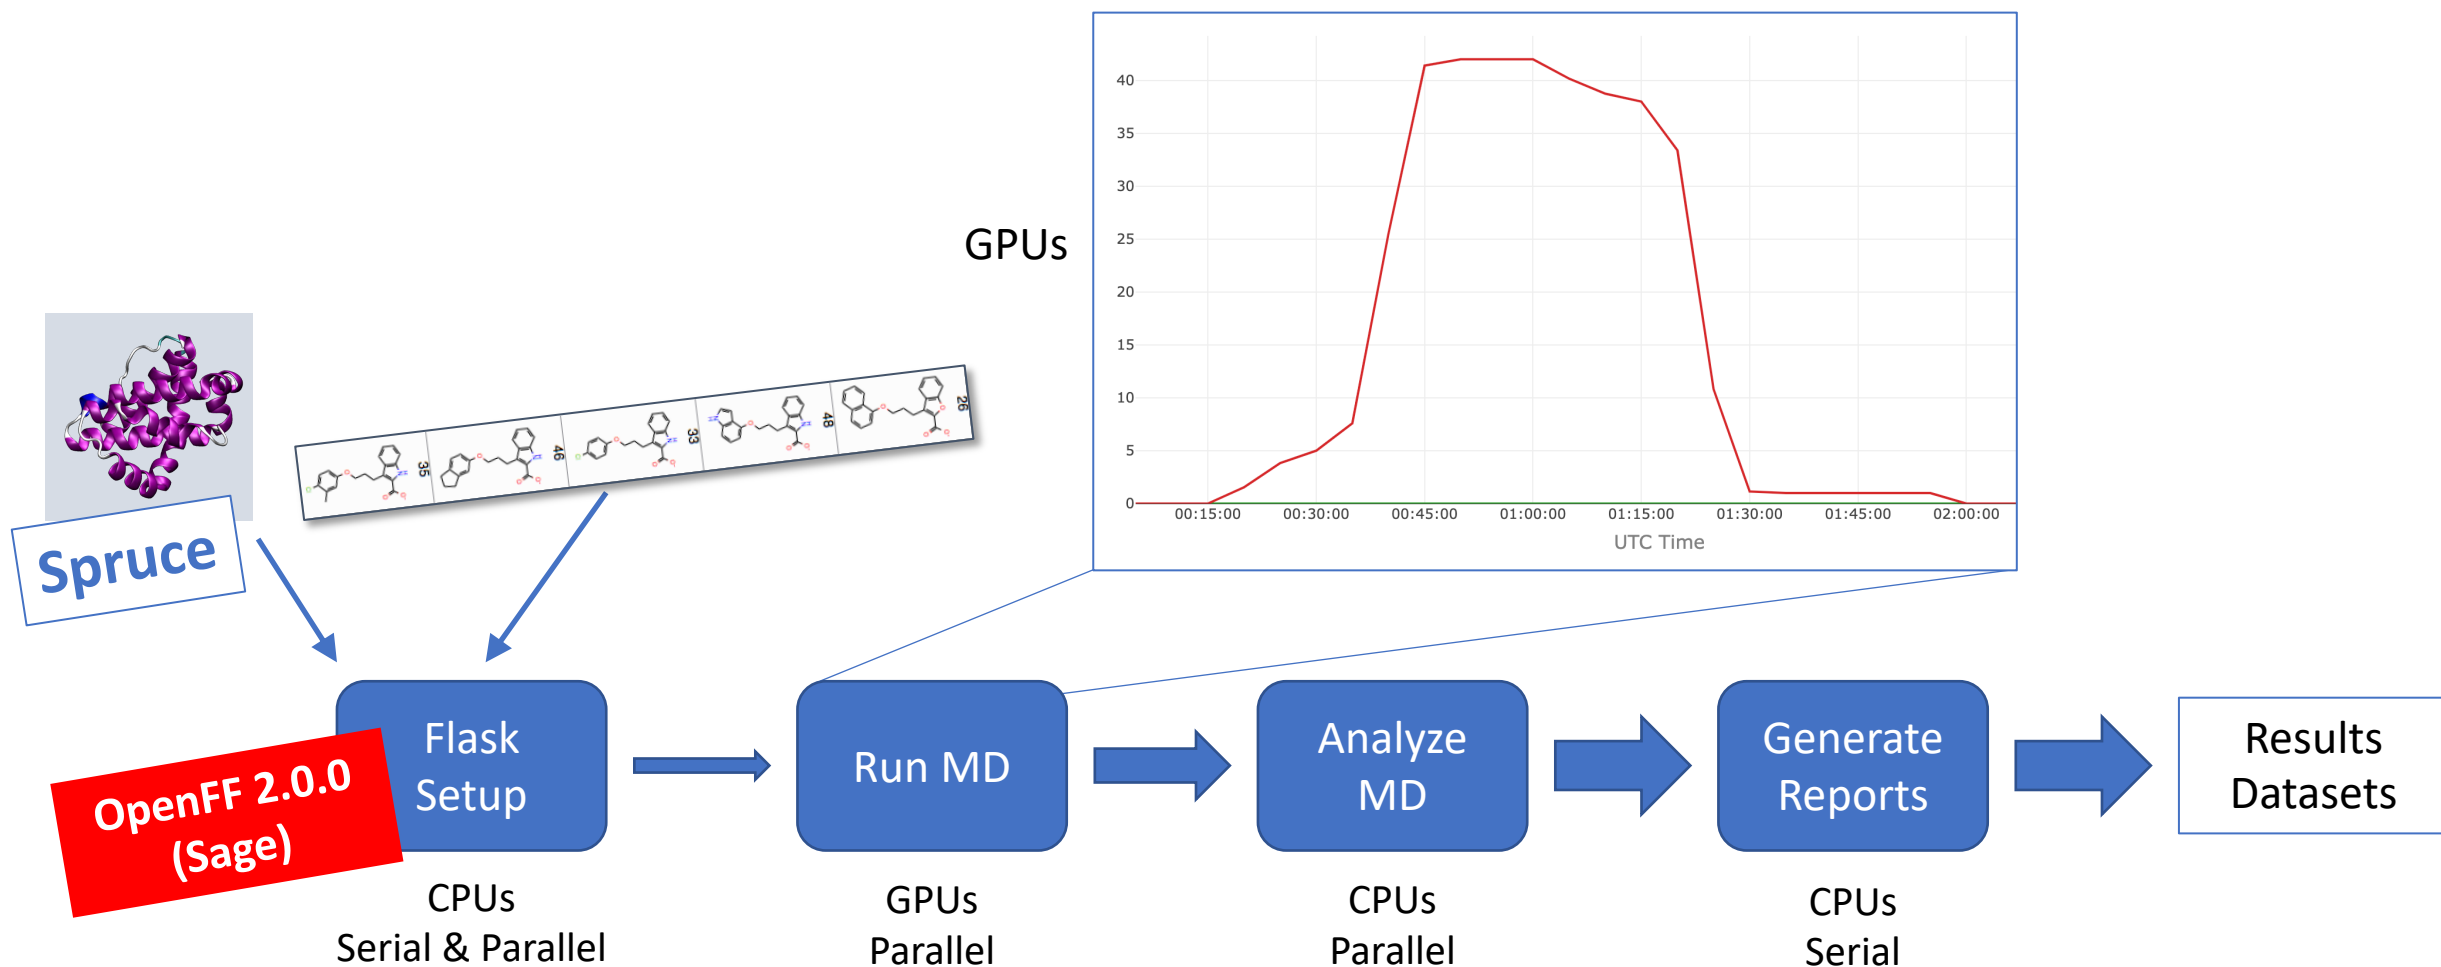 GPUs
40
35
30
25
20
15
10
5
0
00:15:00 00:30:00 00:45:00 01:00:00 01:15:00 01:30:00 01:45:00 02:00:00
UTC Time
Spruce
35
46
33
48
26
OpenFF 2.0.0
(Sage)
Flask
Setup
CPUs
Serial & Parallel
Run MD
GPUs
Parallel
Analyze
MD
CPUs
Parallel
Generate
Reports
CPUs
Serial
Results
Datasets